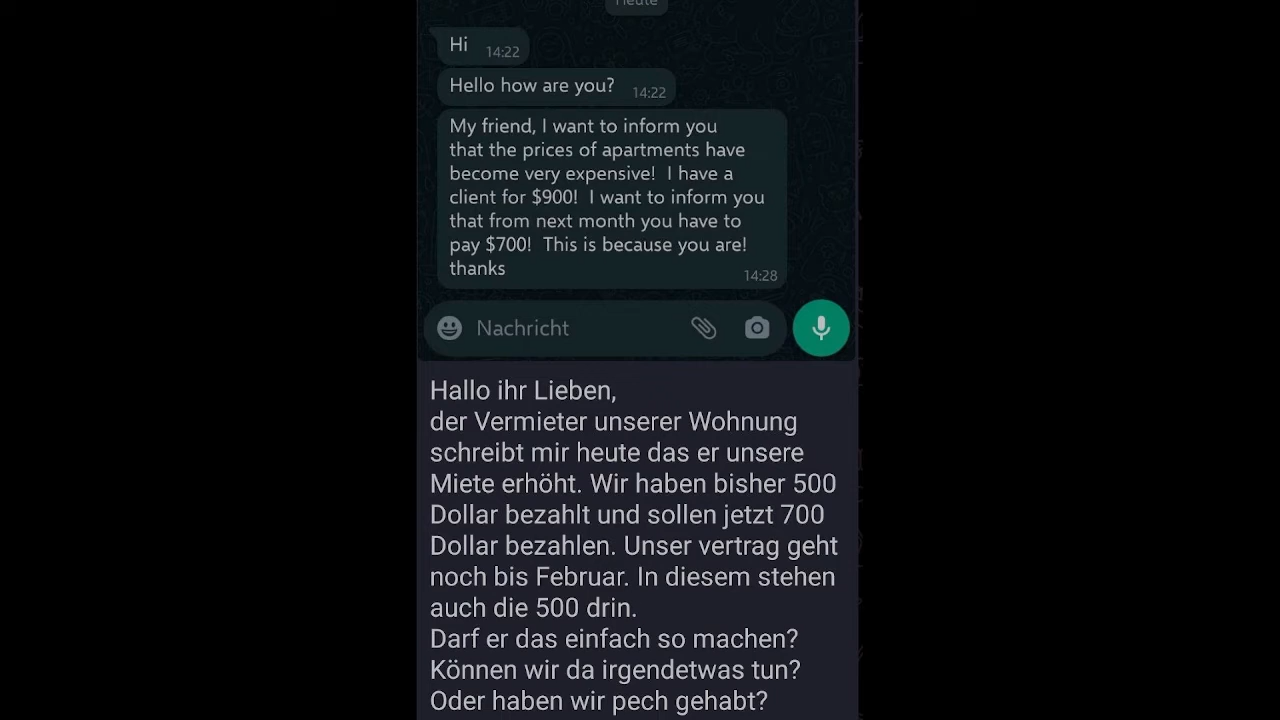 Heute
Hi 14:22
Hello how are you? 14:22
My friend, I want to inform you
that the prices of apartments have
become very expensive! I have a
client for $900! I want to inform you
that from next month you have to
pay $700! This is because you are!
thanks 14:28
Nachricht
Hallo ihr Lieben,
der Vermieter unserer Wohnung
schreibt mir heute das er unsere
Miete erhöht. Wir haben bisher 500
Dollar bezahlt und sollen jetzt 700
Dollar bezahlen. Unser vertrag geht
noch bis Februar. In diesem stehen
auch die 500 drin.
Darf er das einfach so machen?
Können wir da irgendetwas tun?
Oder haben wir pech gehabt?